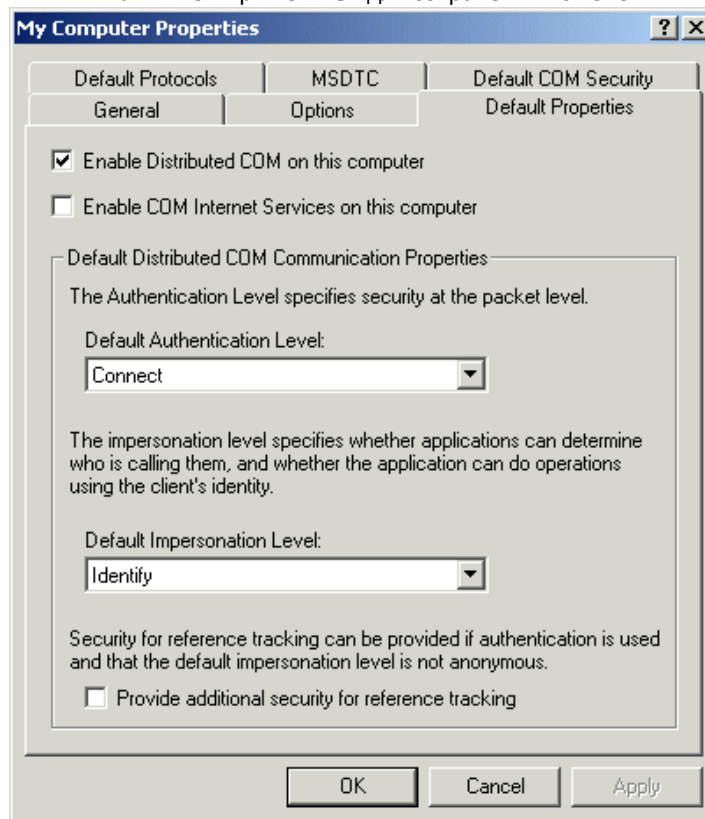 My Computer Properties
Default Protocols MSDTC Default COM Security
General Options Default Properties
Enable Distributed COM on this computer
Enable COM Internet Services on this computer
Default Distributed COM Communication Properties
The Authentication Level specifies security at the packet level.
Default Authentication Level:
Connect
The impersonation level specifies whether applications can determine
who is calling them, and whether the application can do operations
using the client's identity.
Default Impersonation Level:
Identify
Security for reference tracking can be provided if authentication is used
and that the default impersonation level is not anonymous.
Provide additional security for reference tracking
OK Cancel Apply